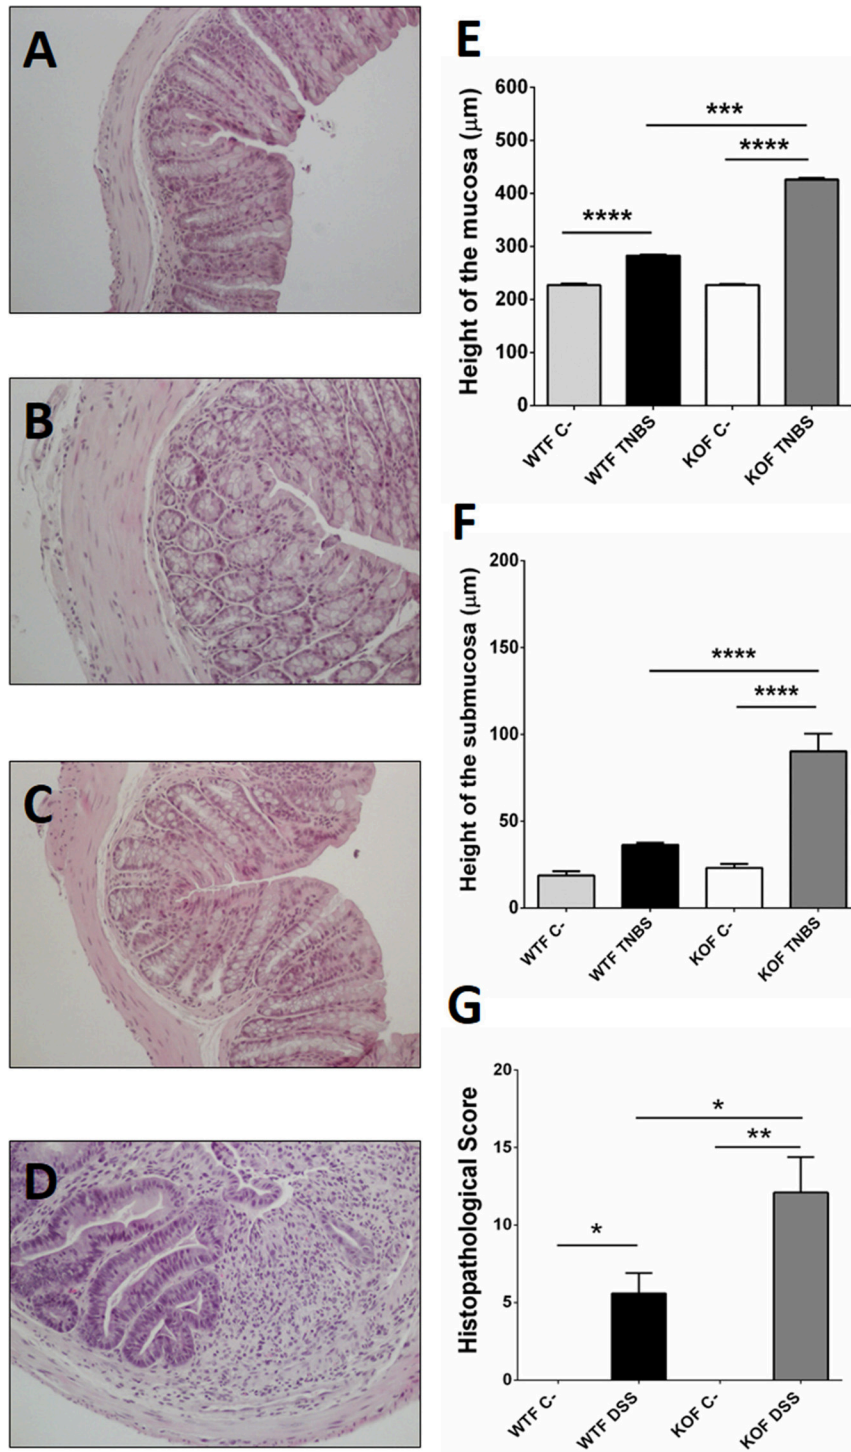 A
B
C
D
E
Height of the mucosa (μm)
600
500
400
300
200
100
0
****
***
****
WTF C-
WTF TNBS
KOF C-
KOF TNBS
F
Height of the submucosa (μm)
200
150
100
50
0
****
****
WTF C-
WTF TNBS
KOF C-
KOF TNBS
G
Histopathological Score
20
15
10
5
0
*
*
**
WTF C-
WTF DSS
KOF C-
KOF DSS